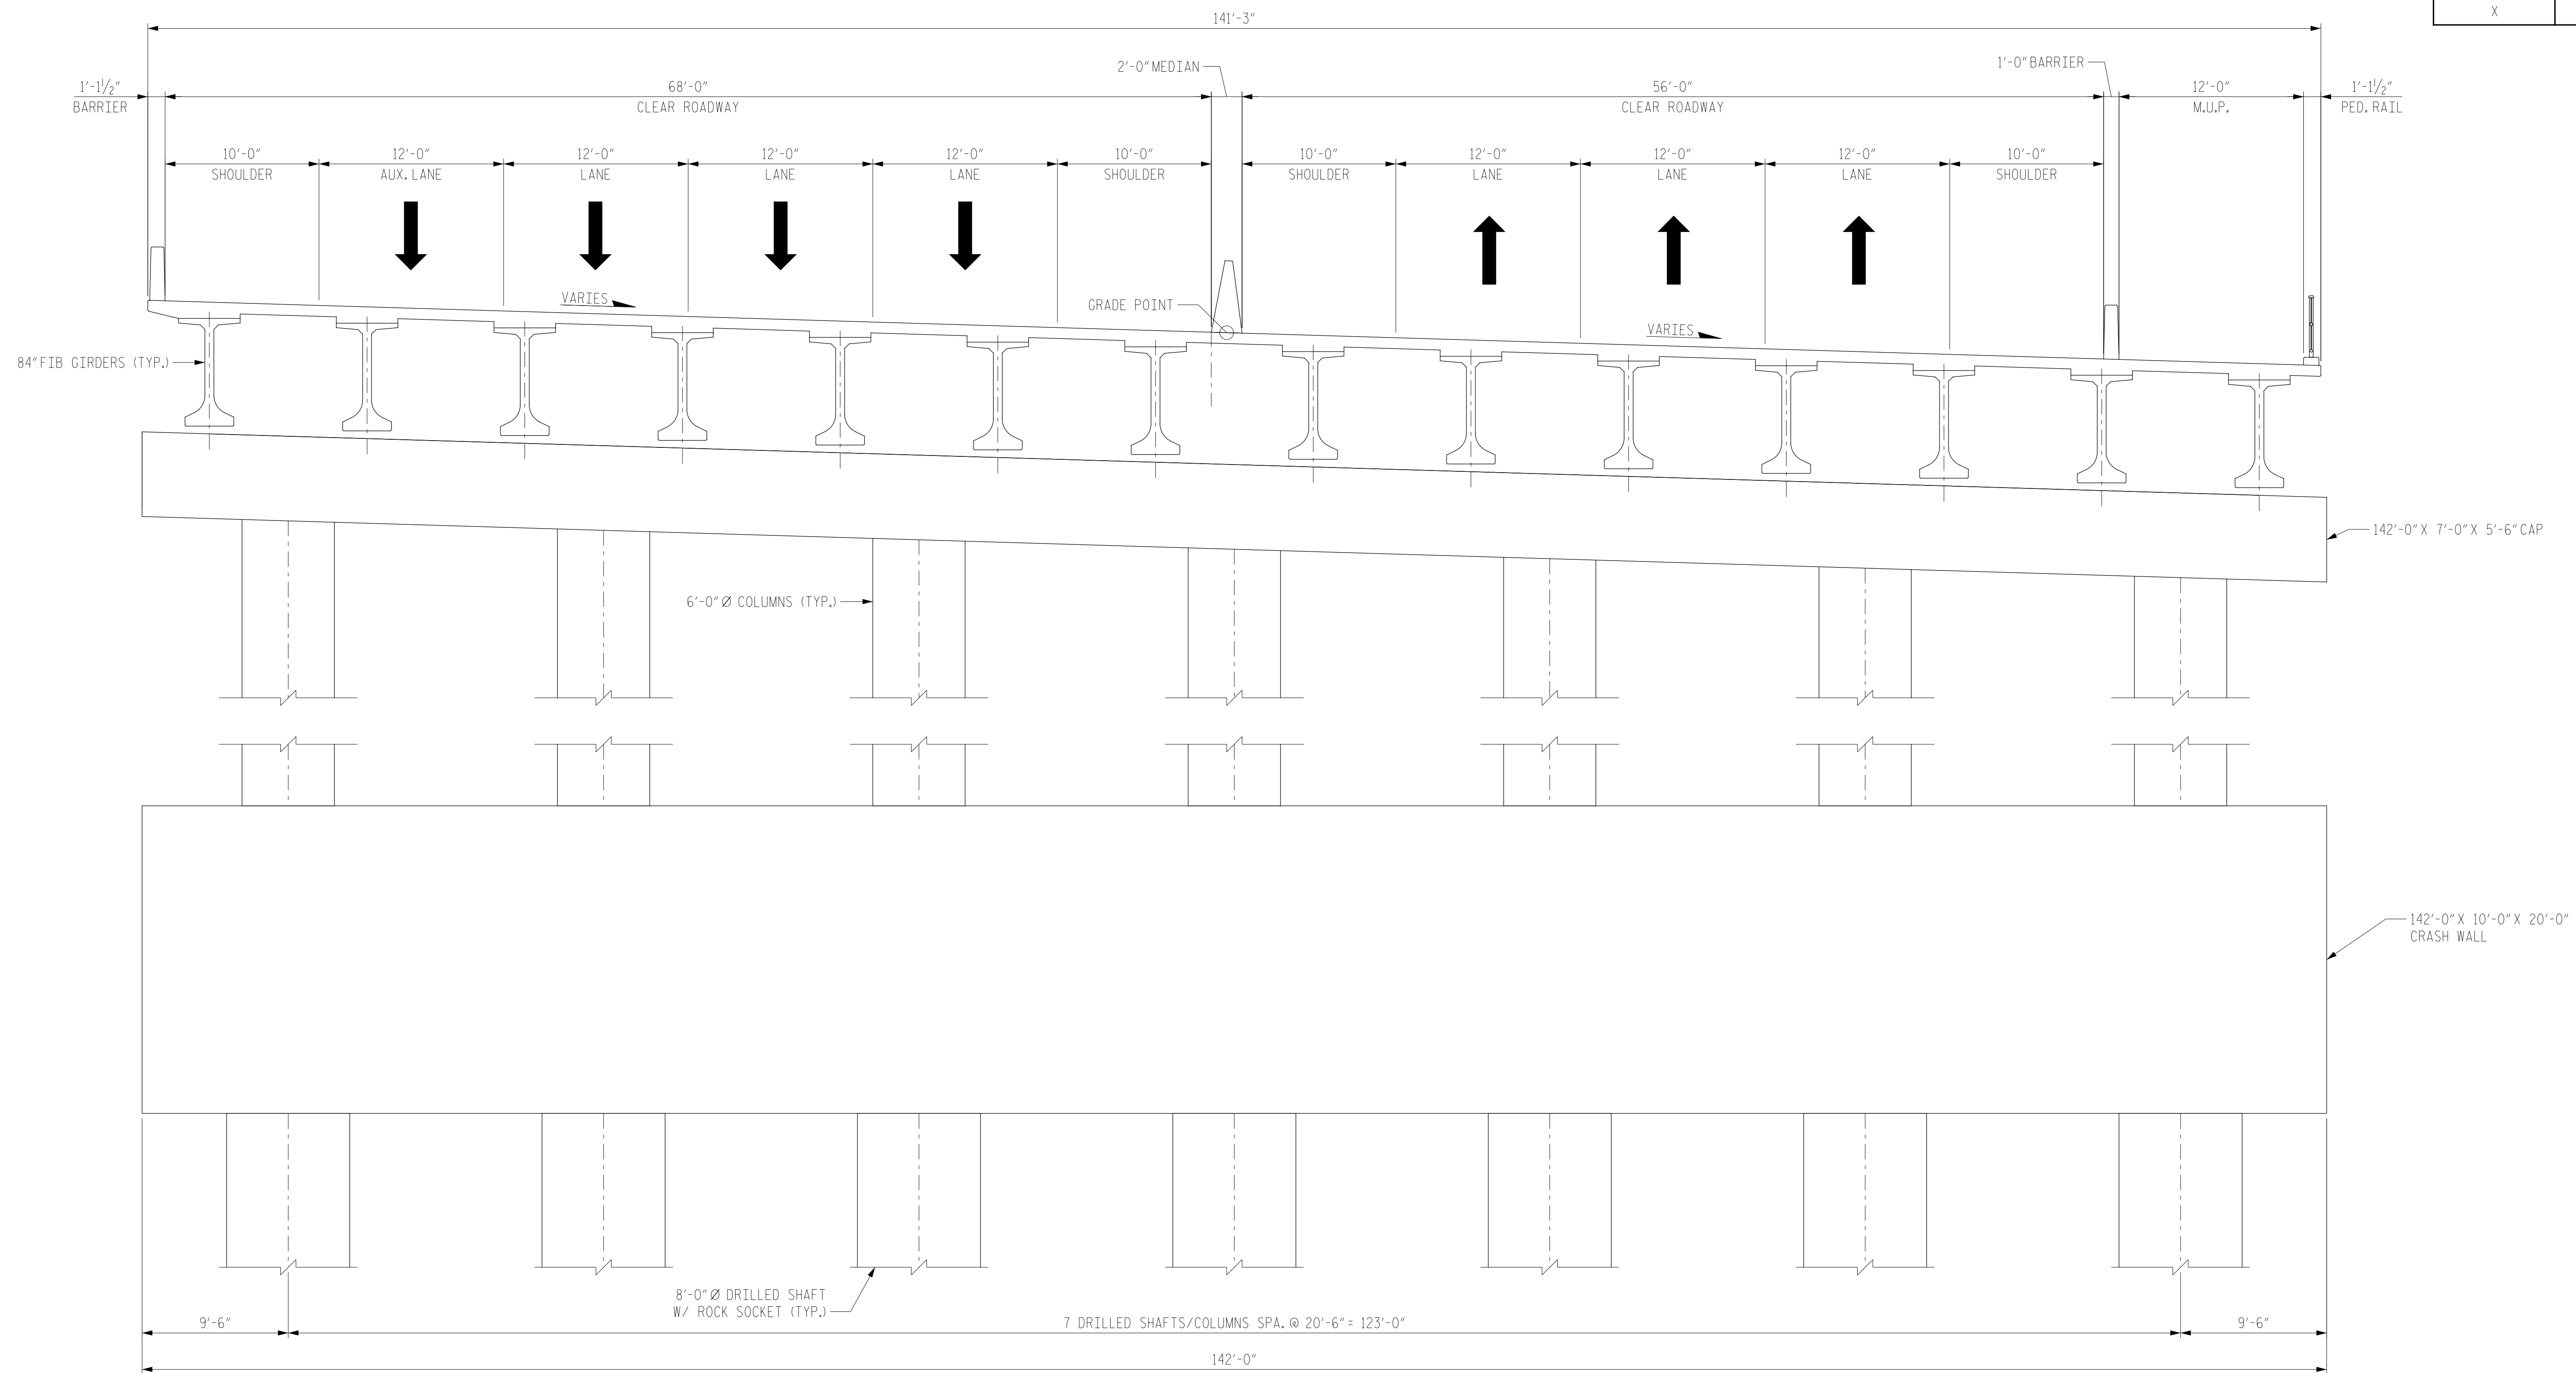 X
141'-3"
2'-0" MEDIAN
1'-0" BARRIER
1'-1 1/2"
BARRIER
68'-0"
CLEAR ROADWAY
56'-0"
CLEAR ROADWAY
12'-0"
M.U.P.
1'-1 1/2"
PED. RAIL
10'-0"
SHOULDER
12'-0"
AUX. LANE
12'-0"
LANE
12'-0"
LANE
12'-0"
LANE
10'-0"
SHOULDER
10'-0"
SHOULDER
12'-0"
LANE
12'-0"
LANE
12'-0"
LANE
10'-0"
SHOULDER
VARIES
GRADE POINT
VARIES
84" FIB GIRDERS (TYP.)
142'-0" X 7'-0" X 5'-6" CAP
6'-0" Ø COLUMNS (TYP.)
142'-0" X 10'-0" X 20'-0"
CRASH WALL
8'-0" Ø DRILLED SHAFT
W/ ROCK SOCKET (TYP.)
9'-6"
7 DRILLED SHAFTS/COLUMNS SPA. @ 20'-6" = 123'-0"
9'-6"
142'-0"